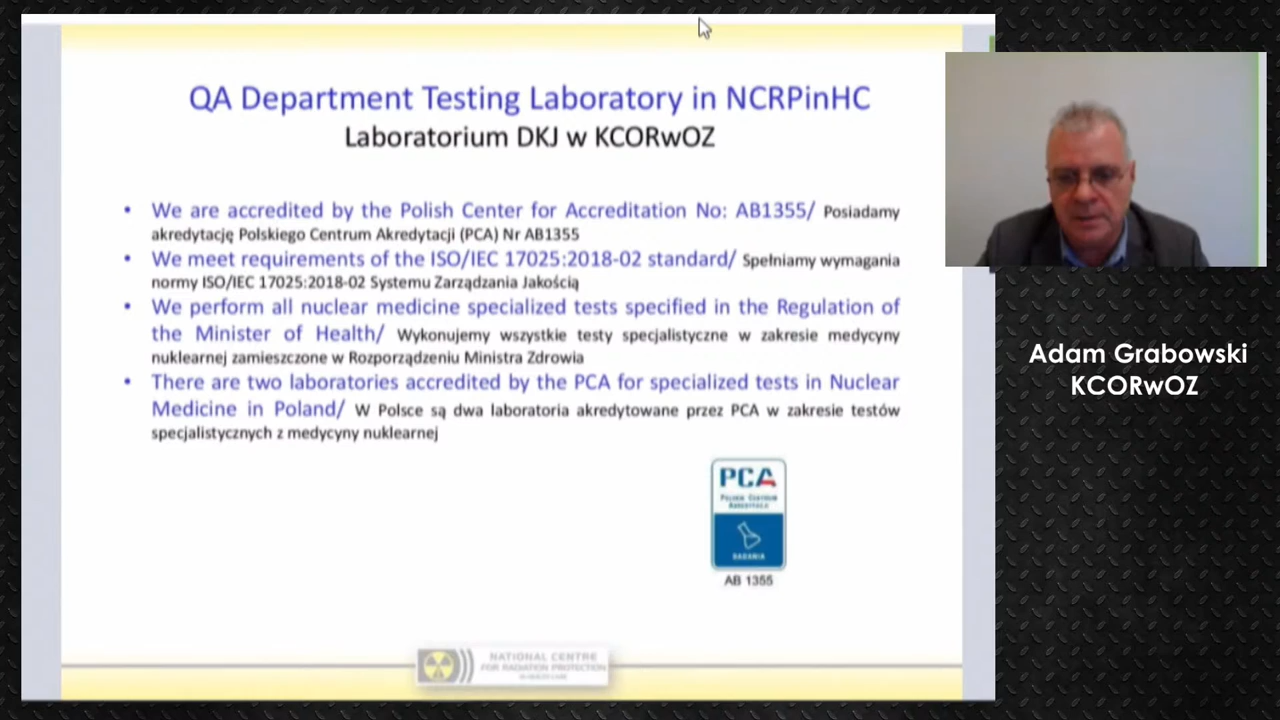 QA Department Testing Laboratory in NCRPinHC
Laboratorium DKJ w KCORwOZ
• We are accredited by the Polish Center for Accreditation No: AB1355/ Posiadamy
akredytację Polskiego Centrum Akredytacji (PCA) Nr AB1355
• We meet requirements of the ISO/IEC 17025:2018-02 standard/ Spełniamy wymagania
normy ISO/IEC 17025:2018-02 Systemu Zarządzania Jakością
• We perform all nuclear medicine specialized tests specified in the Regulation of
the Minister of Health/ Wykonujemy wszystkie testy specjalistyczne w zakresie medycyny
nuklearnej zamieszczone w Rozporządzeniu Ministra Zdrowia
• There are two laboratories accredited by the PCA for specialized tests in Nuclear
Medicine in Poland/ W Polsce są dwa laboratoria akredytowane przez PCA w zakresie testów
specjalistycznych z medycyny nuklearnej
PCA
POLSKIE CENTRUM
AKREDYTACJI
BADANIA
AB 1355
NATIONAL CENTRE
FOR RADIATION PROTECTION
IN HEALTH CARE
Adam Grabowski
KCORwOZ